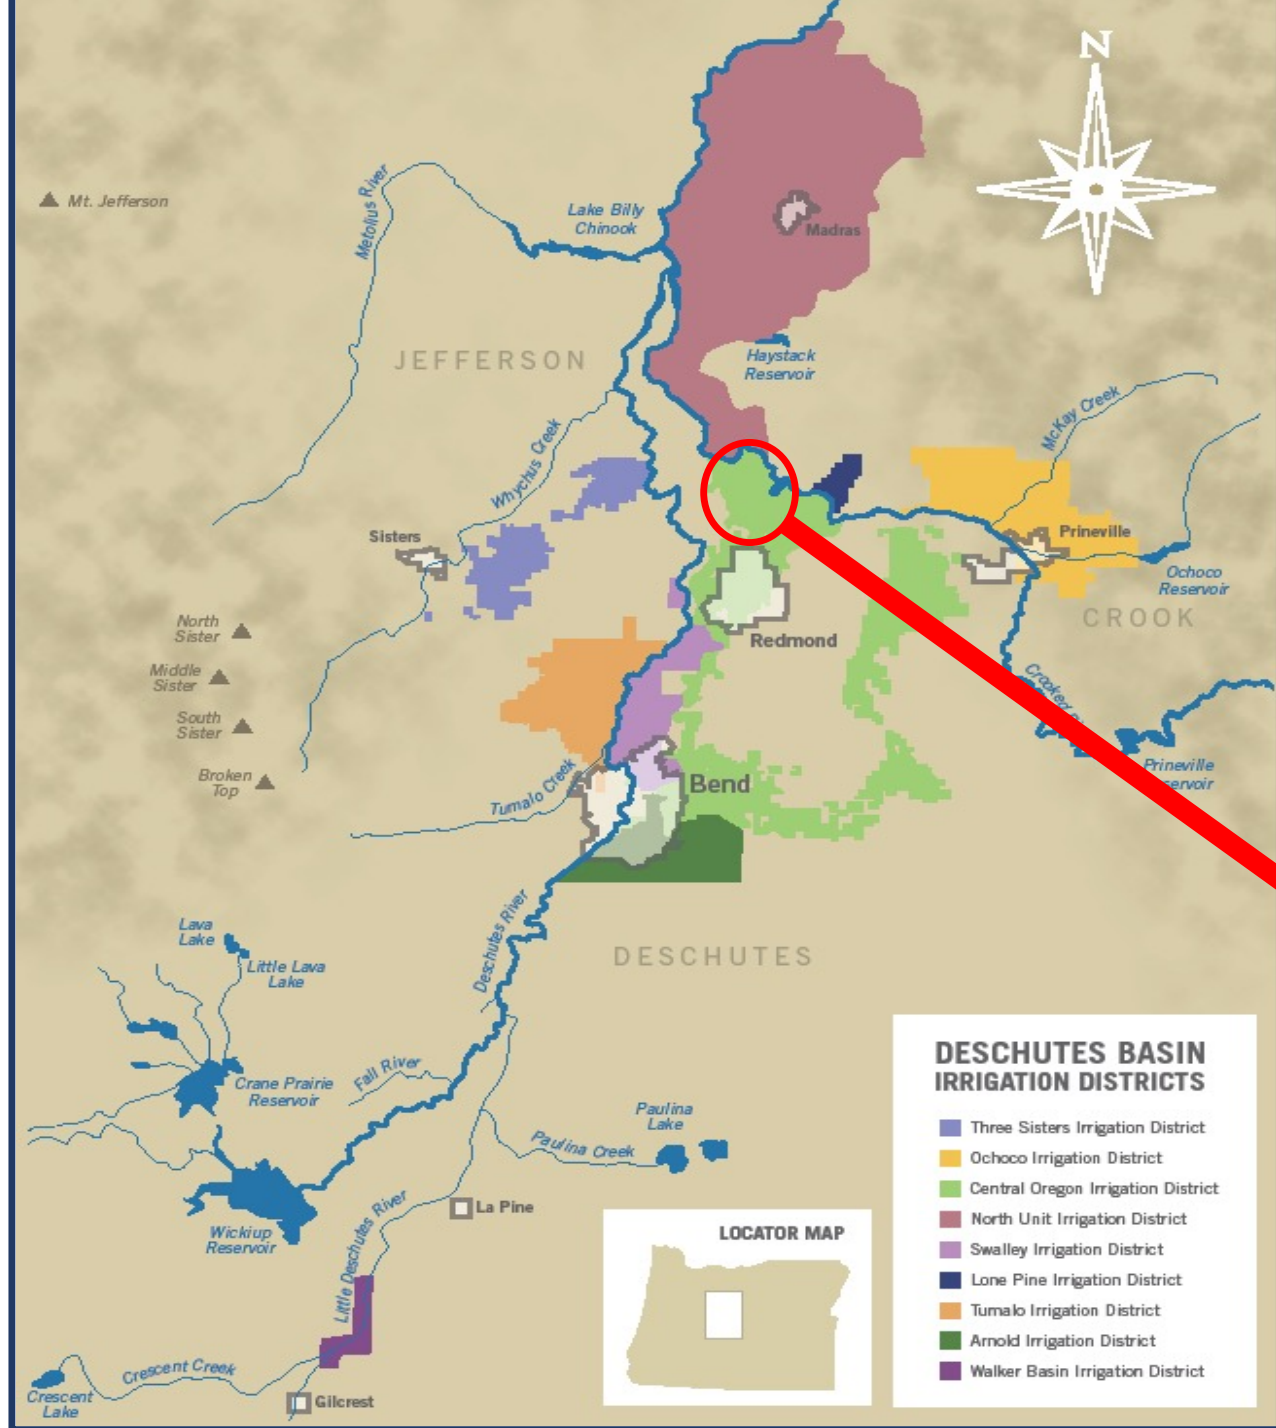 N
Mt. Jefferson
Metolius River
Lake Billy
Chinook
Madras
JEFFERSON
Haystack
Reservoir
McKay Creek
Whychus Creek
Sisters
Prineville
Ochoco
Reservoir
CROOK
North
Sister
Redmond
Middle
Sister
Crooked
South
Sister
Prineville
Broken
Top
Tumalo Creek
Bend
Deschutes River
Lava
Lake
Little Lava
Lake
DESCHUTES
Crane Prairie
Reservoir
Fall River
Paulina
Lake
Paulina Creek
La Pine
Wickiup
Reservoir
Little Deschutes River
Crescent Creek
Crescent
Lake
Gilcrest
LOCATOR MAP
DESCHUTES BASIN
IRRIGATION DISTRICTS
Three Sisters Irrigation District
Ochoco Irrigation District
Central Oregon Irrigation District
North Unit Irrigation District
Swalley Irrigation District
Lone Pine Irrigation District
Tumalo Irrigation District
Arnold Irrigation District
Walker Basin Irrigation District